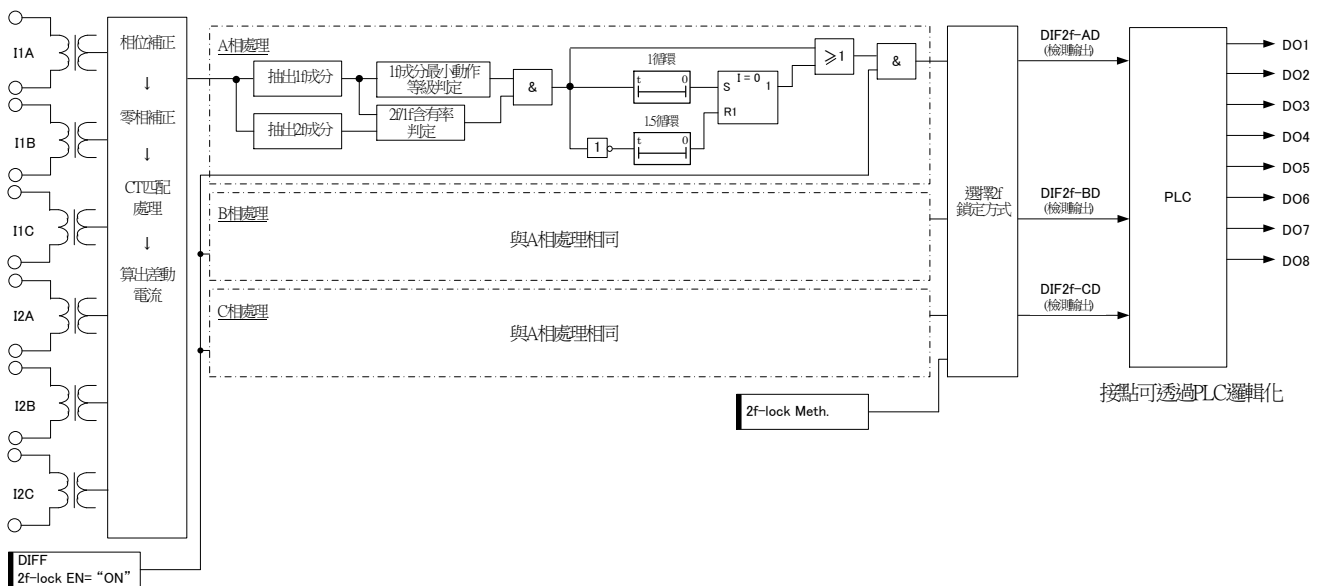 I1A
I1B
I1C
I2A
I2B
I2C
相位補正
↓
零相補正
↓
CT匹配
處理
↓
算出差動
電流
DIFF
2f-lock EN= “ON”
A相處理
抽出1f成分
抽出2f成分
1f成分最小動作
等級判定
2f/1f含有率
判定
&
1循環
t 0
1
1.5循環
t 0
I = 0
S 1
R1
≥1
&
B相處理
與A相處理相同
C相處理
與A相處理相同
2f-lock Meth.
選擇2f
鎖定方式
DIF2f-AD
(檢測輸出)
DIF2f-BD
(檢測輸出)
DIF2f-CD
(檢測輸出)
PLC
DO1
DO2
DO3
DO4
DO5
DO6
DO7
DO8
接點可透過PLC邏輯化